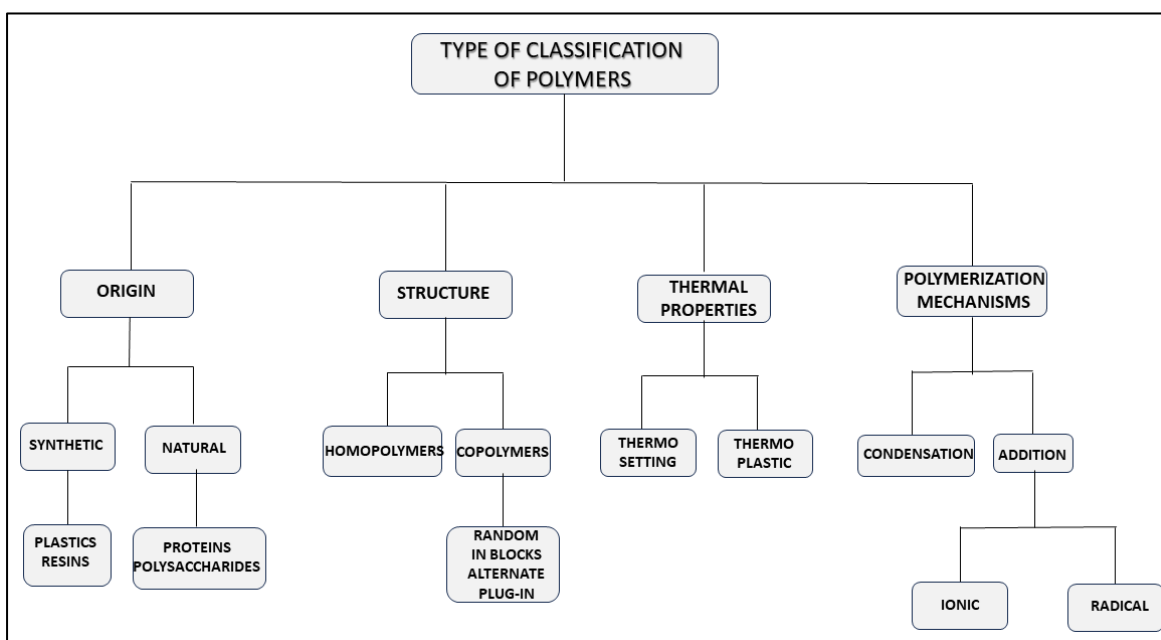 TYPE OF CLASSIFICATION
OF POLYMERS
ORIGIN
STRUCTURE
THERMAL
PROPERTIES
POLYMERIZATION
MECHANISMS
SYNTHETIC
NATURAL
HOMOPOLYMERS
COPOLYMERS
THERMO
SETTING
THERMO
PLASTIC
CONDENSATION
ADDITION
PLASTICS
RESINS
PROTEINS
POLYSACCHARIDES
RANDOM
IN BLOCKS
ALTERNATE
PLUG-IN
IONIC
RADICAL